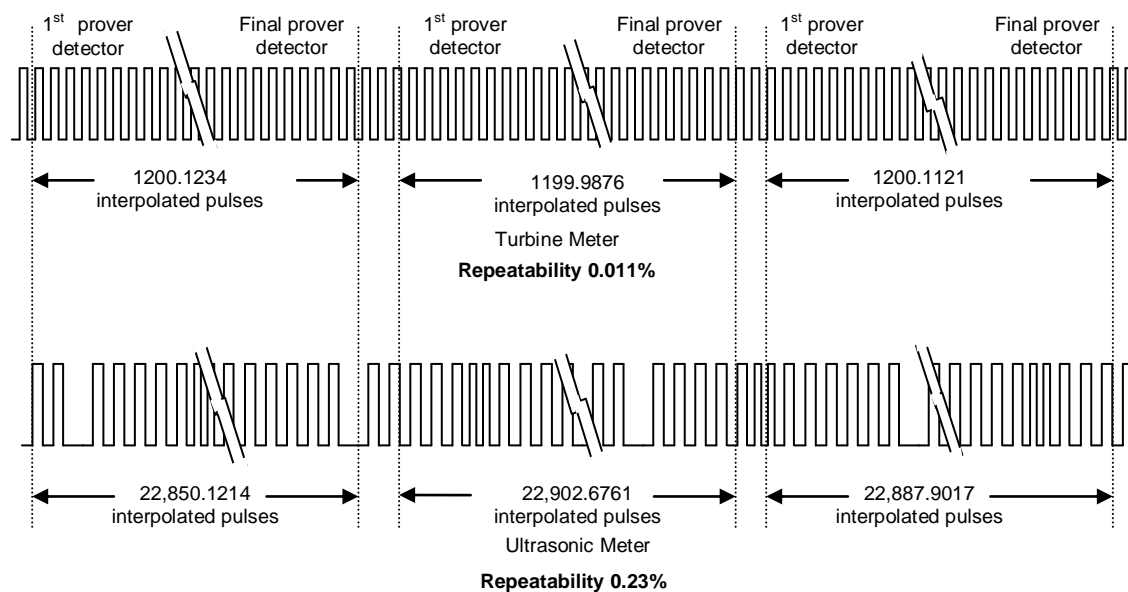 1st prover detector
Final prover detector
1st prover detector
Final prover detector
1st prover detector
Final prover detector
1200.1234
interpolated pulses
1199.9876
interpolated pulses
1200.1121
interpolated pulses
Turbine Meter
Repeatability 0.011%
22,850.1214
interpolated pulses
22,902.6761
interpolated pulses
22,887.9017
interpolated pulses
Ultrasonic Meter
Repeatability 0.23%